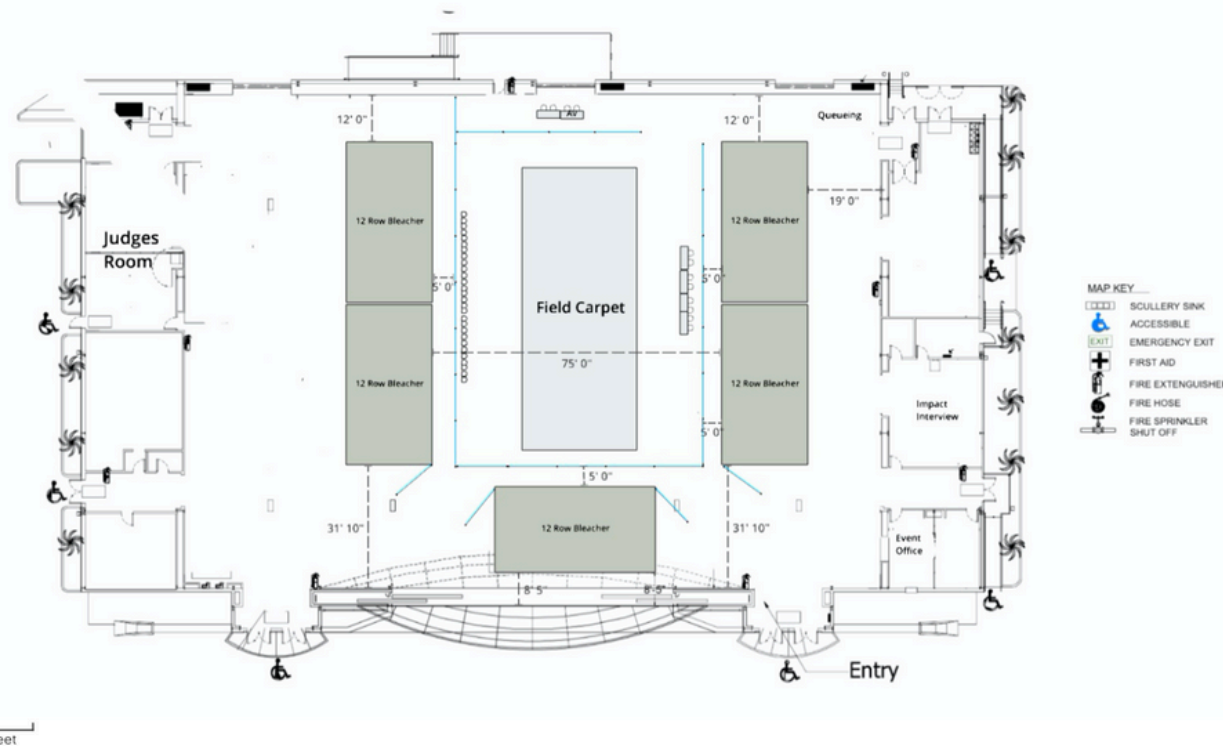 AV
12' 0"
12' 0"
Queueing
19' 0"
12 Row Bleacher
12 Row Bleacher
Judges
Room
5' 0"
5' 0"
Field Carpet
MAP KEY
SCULLERY SINK
ACCESSIBLE
EXIT
EMERGENCY EXIT
FIRST AID
FIRE EXTINGUISHER
FIRE HOSE
FIRE SPRINKLER
SHUT OFF
75' 0"
12 Row Bleacher
12 Row Bleacher
Impact
Interview
5' 0"
5' 0"
31' 10"
12 Row Bleacher
31' 10"
Event
Office
8' 5"
Entry
eet